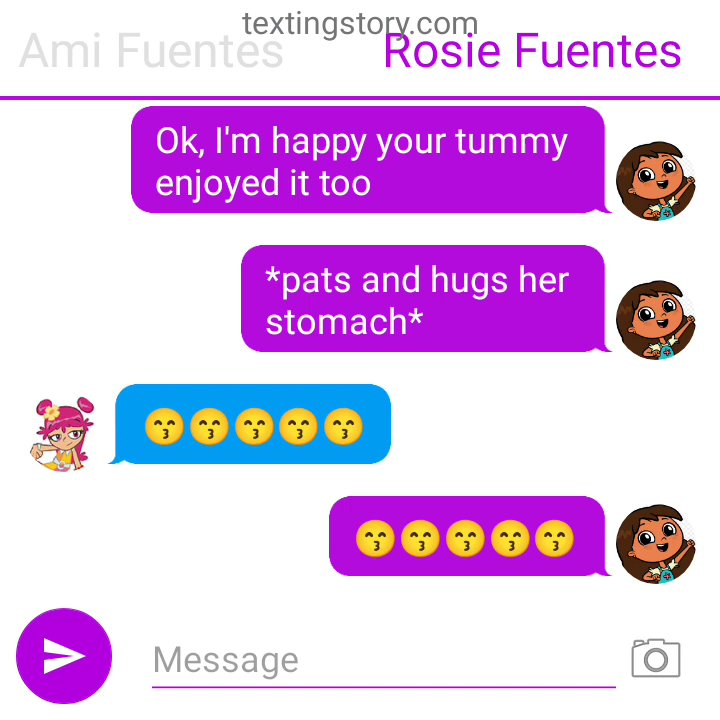 textingstory.com
Ami Fuentes
Rosie Fuentes
Ok, I'm happy your tummy
enjoyed it too
*pats and hugs her
stomach*
😙😙😙😙😙
😙😙😙😙😙
Message